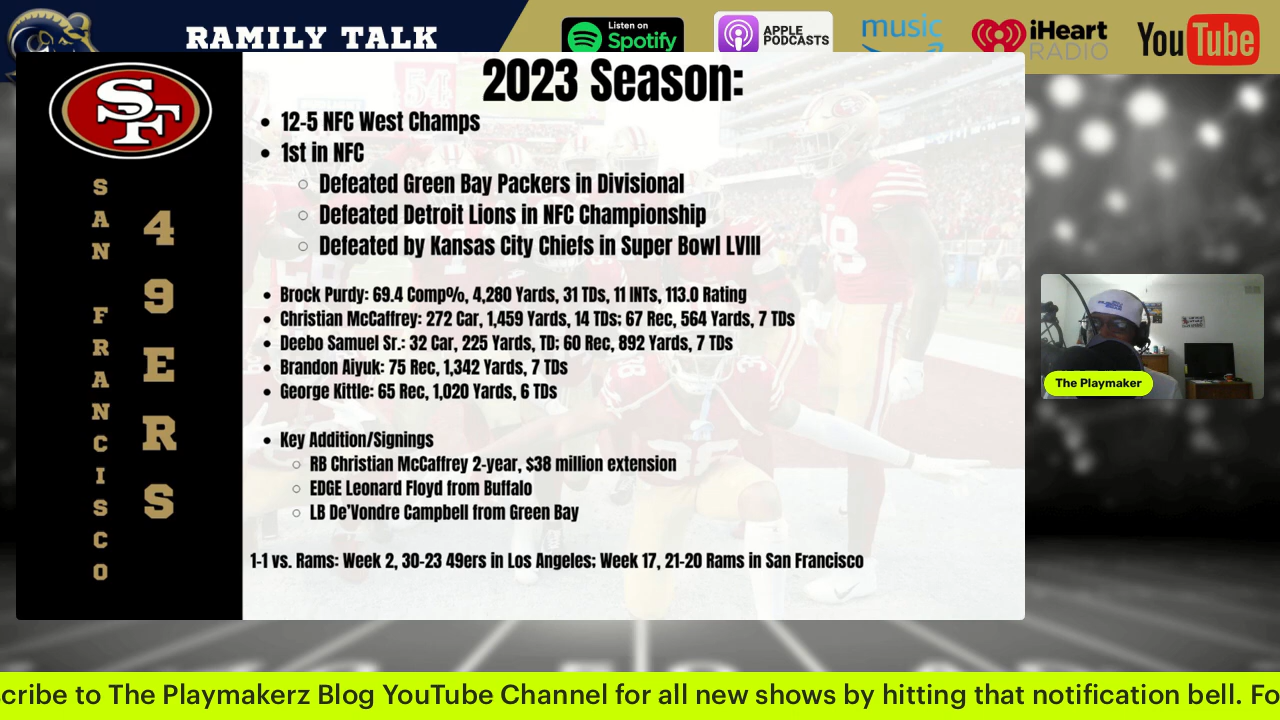 RAMILY TALK
Listen on
Spotify
APPLE
PODCASTS
music
iHeart
RADIO
YouTube
SF
SAN FRANCISCO
49ERS
2023 Season:
• 12-5 NFC West Champs
• 1st in NFC
○ Defeated Green Bay Packers in Divisional
○ Defeated Detroit Lions in NFC Championship
○ Defeated by Kansas City Chiefs in Super Bowl LVIII
• Brock Purdy: 69.4 Comp%, 4,280 Yards, 31 TDs, 11 INTs, 113.0 Rating
• Christian McCaffrey: 272 Car, 1,459 Yards, 14 TDs; 67 Rec, 564 Yards, 7 TDs
• Deebo Samuel Sr.: 32 Car, 225 Yards, TD; 60 Rec, 892 Yards, 7 TDs
• Brandon Aiyuk: 75 Rec, 1,342 Yards, 7 TDs
• George Kittle: 65 Rec, 1,020 Yards, 6 TDs
• Key Addition/Signings
○ RB Christian McCaffrey 2-year, $38 million extension
○ EDGE Leonard Floyd from Buffalo
○ LB De'Vondre Campbell from Green Bay
1-1 vs. Rams: Week 2, 30-23 49ers in Los Angeles; Week 17, 21-20 Rams in San Francisco
The Playmaker
cribe to The Playmakerz Blog YouTube Channel for all new shows by hitting that notification bell. Fo